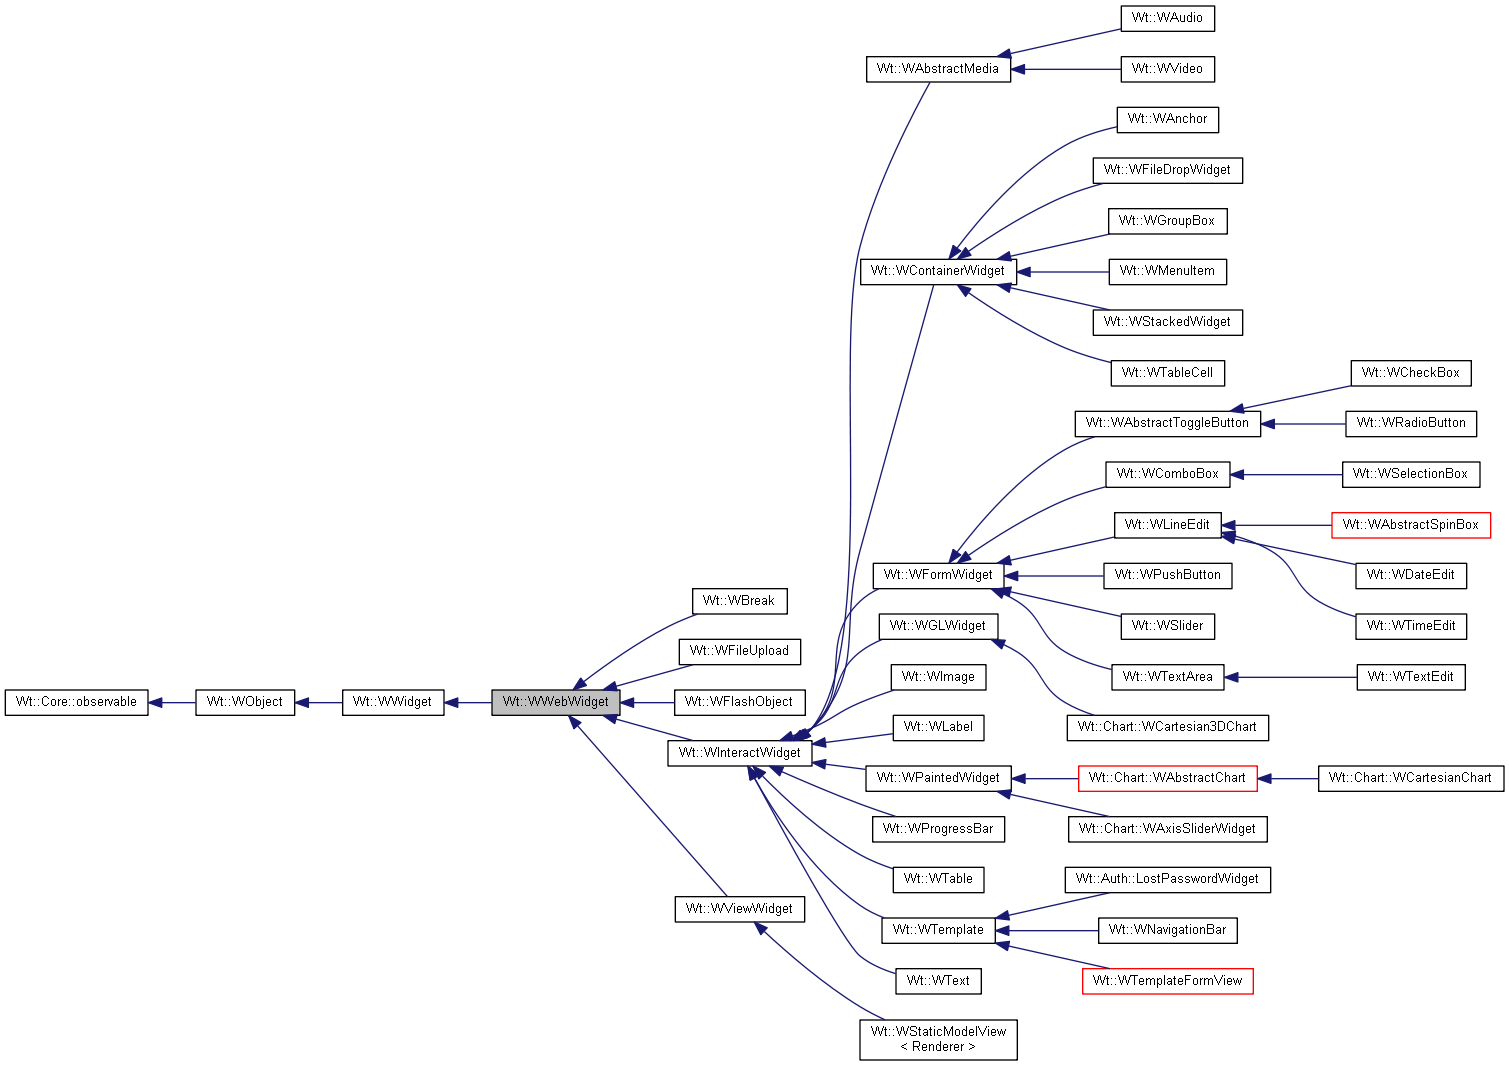 Wt::WAudio
Wt::WAbstractMedia
Wt::WVideo
Wt::WAnchor
Wt::WFileDropWidget
Wt::WGroupBox
Wt::WContainerWidget
Wt::WMenuItem
Wt::WStackedWidget
Wt::WTableCell
Wt::WCheckBox
Wt::WAbstractToggleButton
Wt::WRadioButton
Wt::WComboBox
Wt::WSelectionBox
Wt::WLineEdit
Wt::WAbstractSpinBox
Wt::WFormWidget
Wt::WPushButton
Wt::WDateEdit
Wt::WBreak
Wt::WGLWidget
Wt::WSlider
Wt::WTimeEdit
Wt::WFileUpload
Wt::WImage
Wt::WTextArea
Wt::WTextEdit
Wt::Core::observable
Wt::WObject
Wt::WWidget
Wt::WWebWidget
Wt::WFlashObject
Wt::WLabel
Wt::Chart::WCartesian3DChart
Wt::WInteractWidget
Wt::WPaintedWidget
Wt::Chart::WAbstractChart
Wt::Chart::WCartesianChart
Wt::WProgressBar
Wt::Chart::WAxisSliderWidget
Wt::WTable
Wt::Auth::LostPasswordWidget
Wt::WViewWidget
Wt::WTemplate
Wt::WNavigationBar
Wt::WText
Wt::WTemplateFormView
Wt::WStaticModelView
< Renderer >